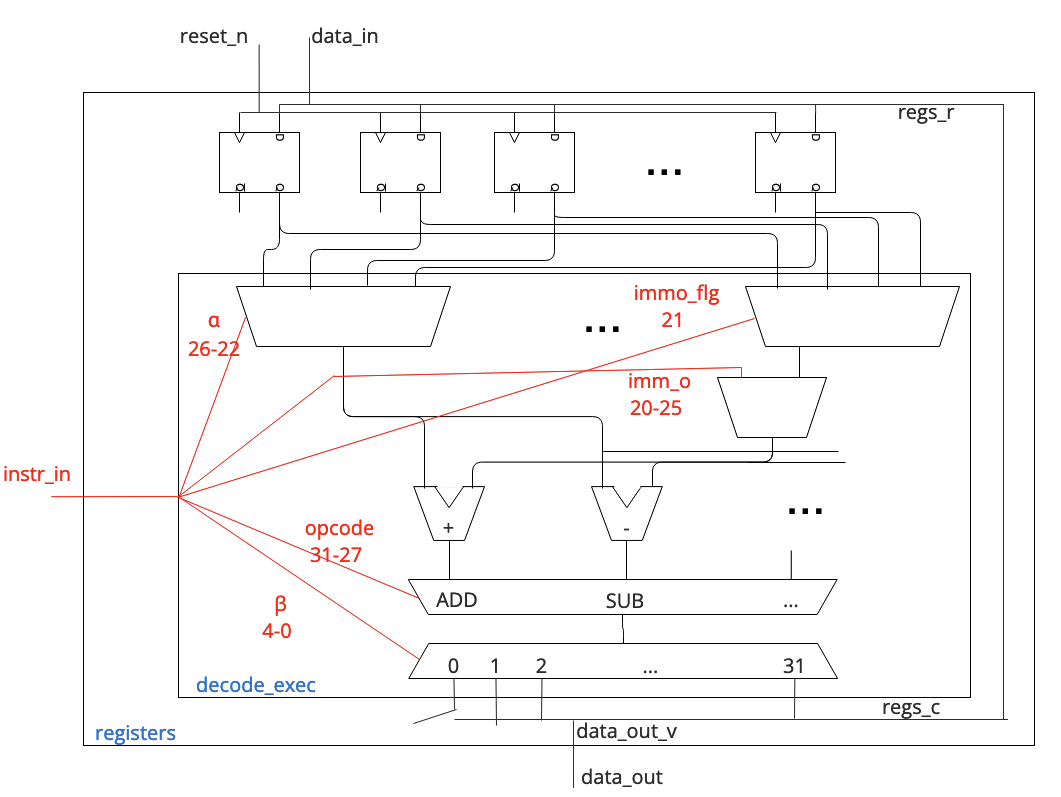 reset_n
data_in
regs_r
D
D
D
D
Q
Q
Q
Q
Q
Q
Q
Q
...
α
26-22
...
immo_flg
21
imm_o
20-25
instr_in
+
-
...
opcode
31-27
ADD
SUB
...
β
4-0
0
1
2
...
31
decode_exec
regs_c
registers
data_out_v
data_out